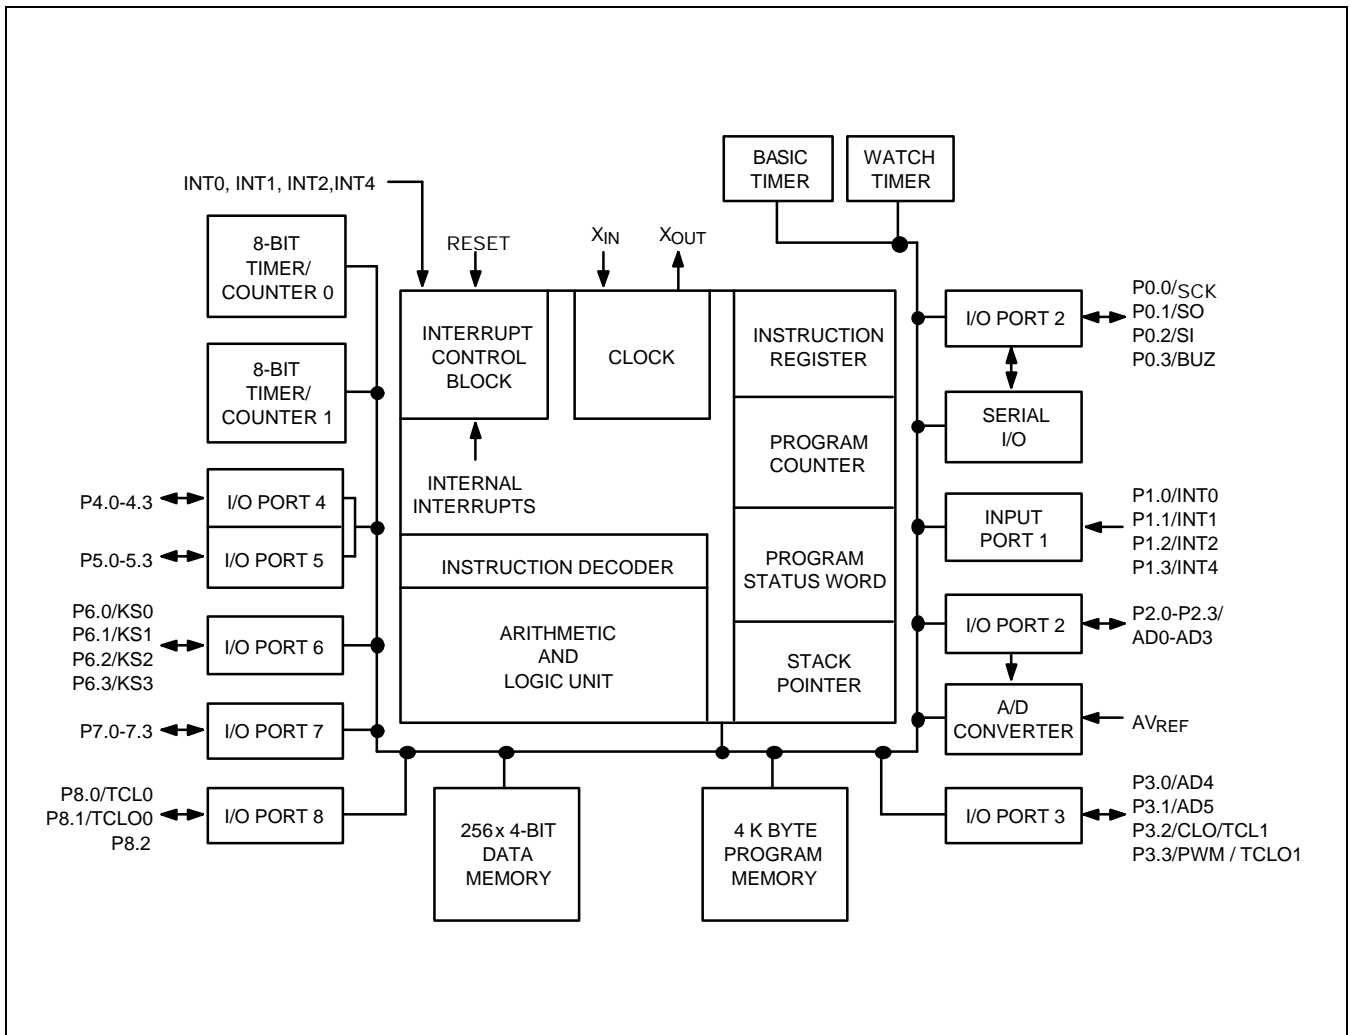 BASIC
TIMER
WATCH
TIMER
INT0, INT1, INT2,INT4
8-BIT
TIMER/
COUNTER 0
RESET
XIN
XOUT
8-BIT
TIMER/
COUNTER 1
INTERRUPT
CONTROL
BLOCK
CLOCK
INSTRUCTION
REGISTER
INTERNAL
INTERRUPTS
PROGRAM
COUNTER
P4.0-4.3
I/O PORT 4
P5.0-5.3
I/O PORT 5
INSTRUCTION DECODER
PROGRAM
STATUS WORD
P6.0/KS0
P6.1/KS1
P6.2/KS2
P6.3/KS3
I/O PORT 6
ARITHMETIC
AND
LOGIC UNIT
STACK
POINTER
P7.0-7.3
I/O PORT 7
P8.0/TCL0
P8.1/TCLO0
P8.2
I/O PORT 8
256x 4-BIT
DATA
MEMORY
4 K BYTE
PROGRAM
MEMORY
I/O PORT 2
P0.0/SCK
P0.1/SO
P0.2/SI
P0.3/BUZ
SERIAL
I/O
INPUT
PORT 1
P1.0/INT0
P1.1/INT1
P1.2/INT2
P1.3/INT4
I/O PORT 2
P2.0-P2.3/
AD0-AD3
A/D
CONVERTER
AVREF
I/O PORT 3
P3.0/AD4
P3.1/AD5
P3.2/CLO/TCL1
P3.3/PWM / TCLO1